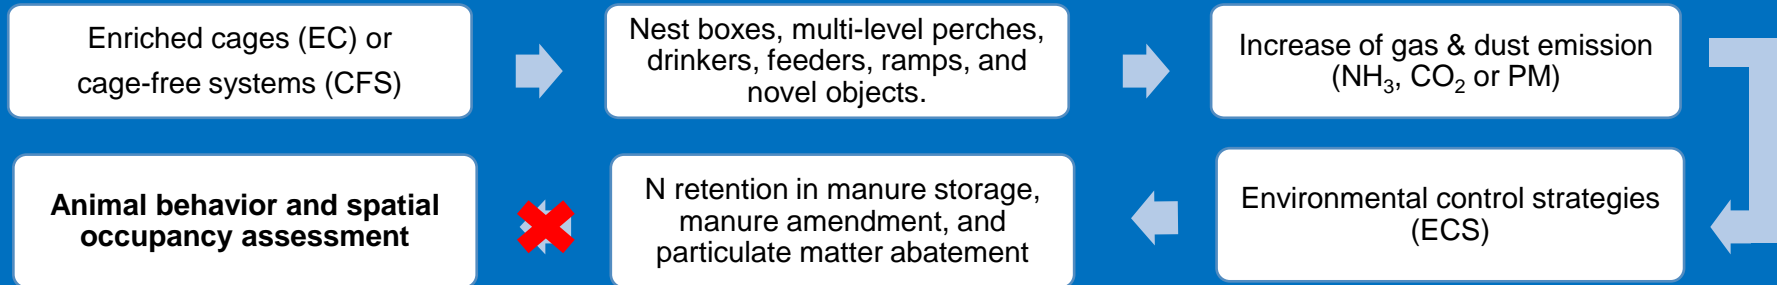 Enriched cages (EC) or
cage-free systems (CFS)
Nest boxes, multi-level perches,
drinkers, feeders, ramps, and
novel objects.
Increase of gas & dust emission
(NH₃, CO₂ or PM)
Environmental control strategies
(ECS)
N retention in manure storage,
manure amendment, and
particulate matter abatement
Animal behavior and spatial
occupancy assessment